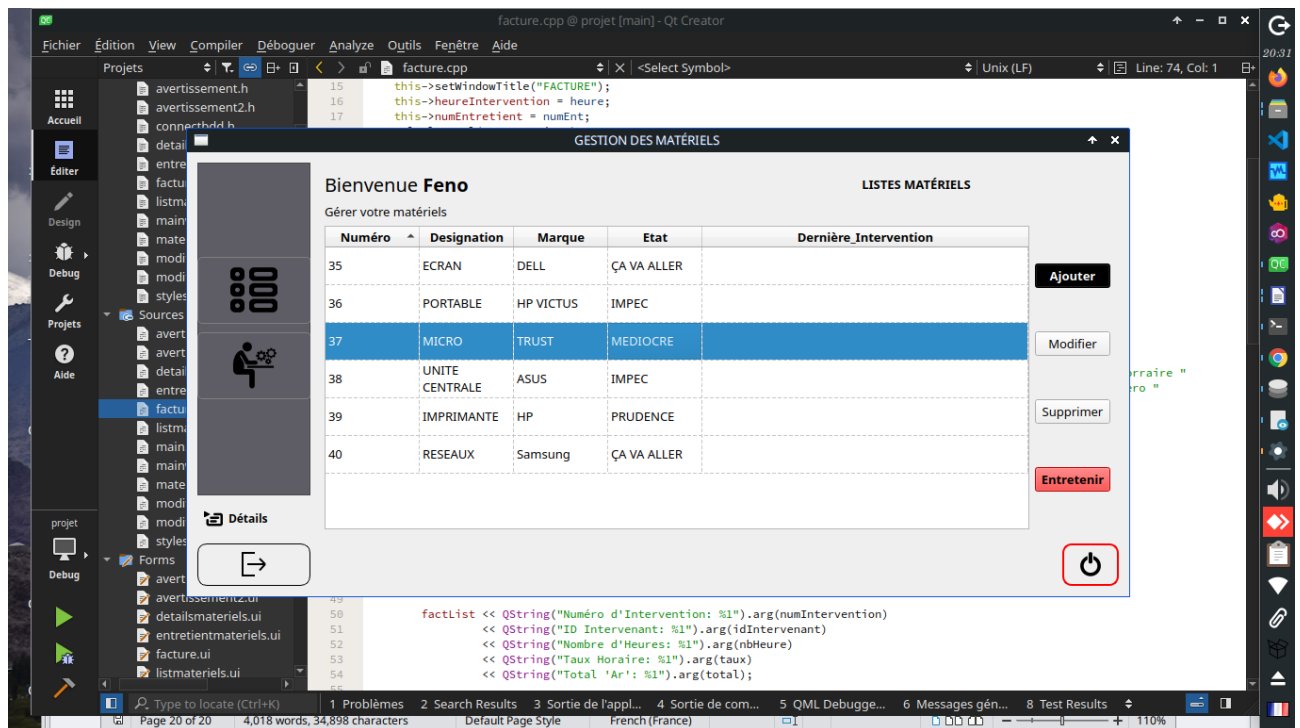 facture.cpp @ projet [main] - Qt Creator
20:31
Fichier Édition View Compiler Déboguer Analyze Outils Fenêtre Aide
Projets facture.cpp <Select Symbol> Unix (LF) Line: 74, Col: 1
Accueil
Éditer
Design
Debug
Projets
Aide
projet
Debug
avertissement.h
avertissement2.h
connectbdd.h
Sources
Forms
avertissement2.ui
detailsmateriels.ui
entretientmateriels.ui
facture.ui
listmateriels.ui
15 this->setWindowTitle("FACTURE");
16 this->heureIntervention = heure;
17 this->numEntretient = numEnt;
GESTION DES MATÉRIELS
Bienvenue Feno
LISTES MATÉRIELS
Gérer votre matériels
Numéro Designation Marque Etat Dernière_Intervention
35 ECRAN DELL ÇA VA ALLER
36 PORTABLE HP VICTUS IMPEC
37 MICRO TRUST MEDIOCRE
38 UNITE CENTRALE ASUS IMPEC
39 IMPRIMANTE HP PRUDENCE
40 RESEAUX Samsung ÇA VA ALLER
Ajouter
Modifier
Supprimer
Entretenir
Détails
50 factList << QString("Numéro d'Intervention: %1").arg(numIntervention)
51 << QString("ID Intervenant: %1").arg(idIntervenant)
52 << QString("Nombre d'Heures: %1").arg(nbHeure)
53 << QString("Taux Horaire: %1").arg(taux)
54 << QString("Total 'Ar': %1").arg(total);
Type to locate (Ctrl+K) 1 Problèmes 2 Search Results 3 Sortie de l'appl... 4 Sortie de com... 5 QML Debugge... 6 Messages gén... 8 Test Results
Page 20 of 20 4,018 words, 34,898 characters Default Page Style French (France) 110%